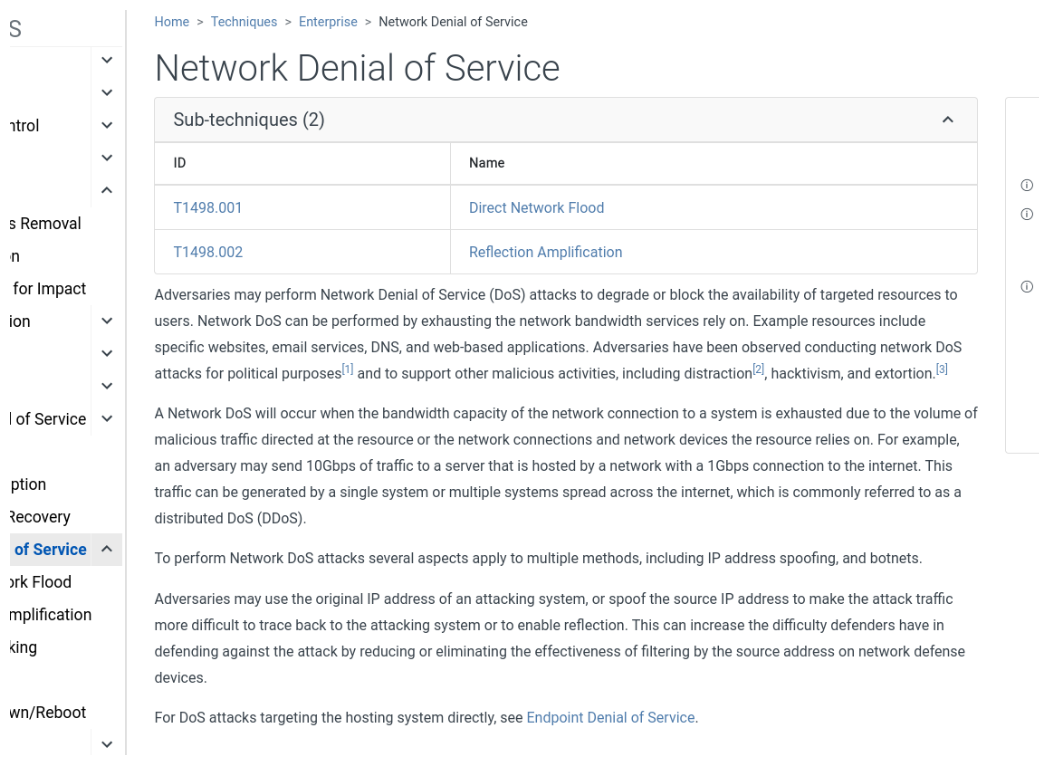 S
ntrol
s Removal
on
for Impact
ion
l of Service
ption
Recovery
of Service
ork Flood
mplification
king
wn/Reboot
Home > Techniques > Enterprise > Network Denial of Service
Network Denial of Service
Sub-techniques (2)
ID Name
T1498.001 Direct Network Flood
T1498.002 Reflection Amplification
Adversaries may perform Network Denial of Service (DoS) attacks to degrade or block the availability of targeted resources to
users. Network DoS can be performed by exhausting the network bandwidth services rely on. Example resources include
specific websites, email services, DNS, and web-based applications. Adversaries have been observed conducting network DoS
attacks for political purposes[1] and to support other malicious activities, including distraction[2], hacktivism, and extortion.[3]
A Network DoS will occur when the bandwidth capacity of the network connection to a system is exhausted due to the volume of
malicious traffic directed at the resource or the network connections and network devices the resource relies on. For example,
an adversary may send 10Gbps of traffic to a server that is hosted by a network with a 1Gbps connection to the internet. This
traffic can be generated by a single system or multiple systems spread across the internet, which is commonly referred to as a
distributed DoS (DDoS).
To perform Network DoS attacks several aspects apply to multiple methods, including IP address spoofing, and botnets.
Adversaries may use the original IP address of an attacking system, or spoof the source IP address to make the attack traffic
more difficult to trace back to the attacking system or to enable reflection. This can increase the difficulty defenders have in
defending against the attack by reducing or eliminating the effectiveness of filtering by the source address on network defense
devices.
For DoS attacks targeting the hosting system directly, see Endpoint Denial of Service.